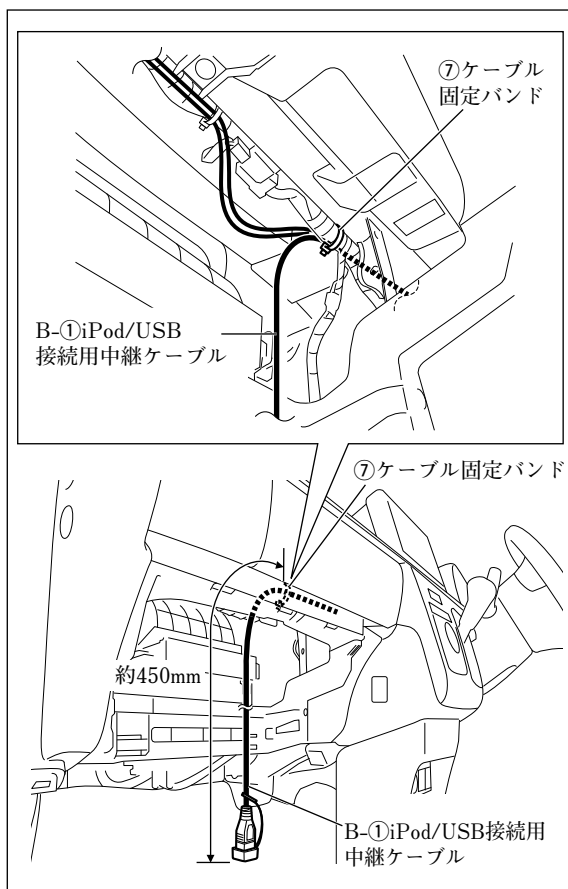 ⑦ケーブル
固定バンド
B-①iPod/USB
接続用中継ケーブル
⑦ケーブル固定バンド
約450mm
B-①iPod/USB接続用
中継ケーブル